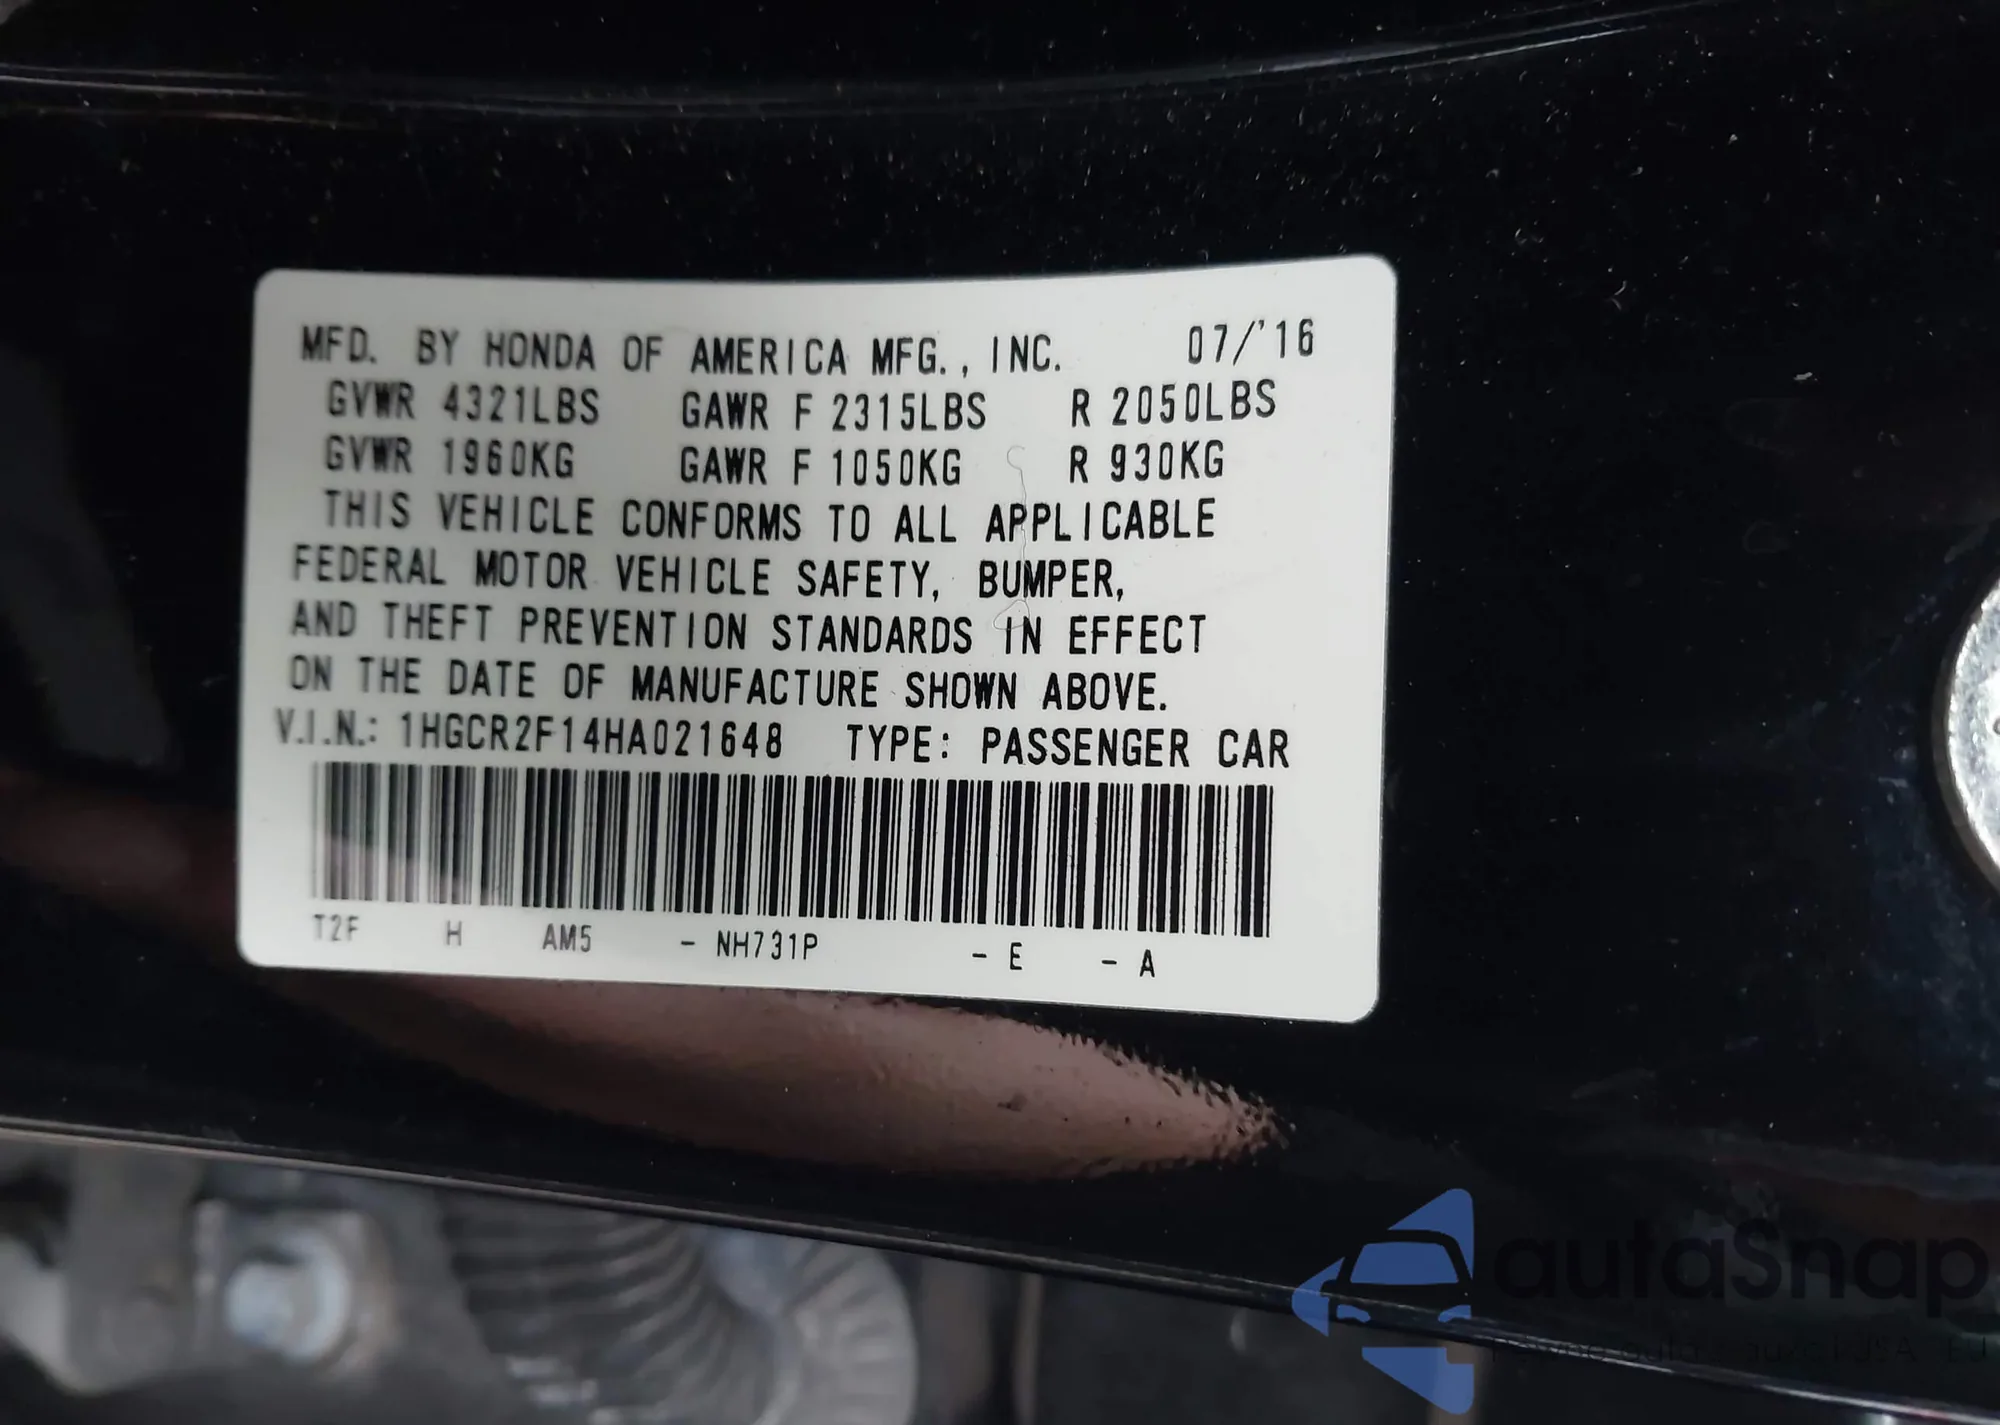 MFD. BY HONDA OF AMERICA MFG., INC. 07/'16
GVWR 4321LBS GAWR F 2315LBS R 2050LBS
GVWR 1960KG GAWR F 1050KG R 930KG
THIS VEHICLE CONFORMS TO ALL APPLICABLE
FEDERAL MOTOR VEHICLE SAFETY, BUMPER,
AND THEFT PREVENTION STANDARDS IN EFFECT
ON THE DATE OF MANUFACTURE SHOWN ABOVE.
V.I.N.: 1HGCR2F14HA021648 TYPE: PASSENGER CAR
T2F H AM5 - NH731P - E - A
autaSnap